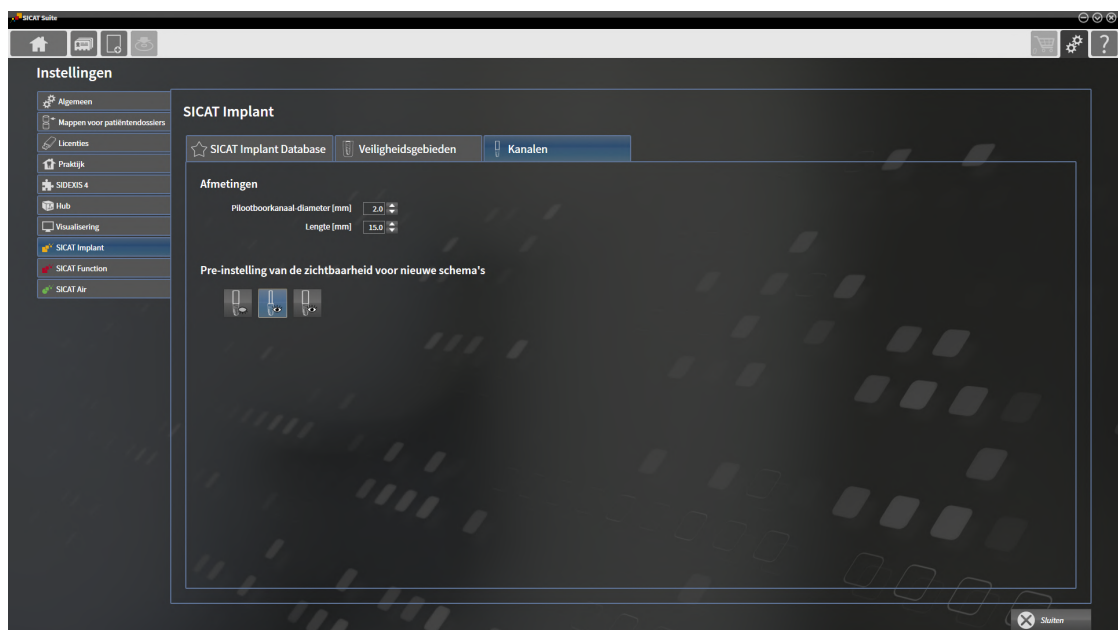 SICAT Suite
?
Instellingen
Algemeen
Mappen voor patiëntendossiers
Licenties
Praktijk
SIDEXIS 4
Hub
Visualisering
SICAT Implant
SICAT Function
SICAT Air
SICAT Implant
SICAT Implant Database
Veiligheidsgebieden
Kanalen
Afmetingen
Pilootboorkanaal-diameter [mm] 2.0
Lengte [mm] 15.0
Pre-instelling van de zichtbaarheid voor nieuwe schema's
Sluiten